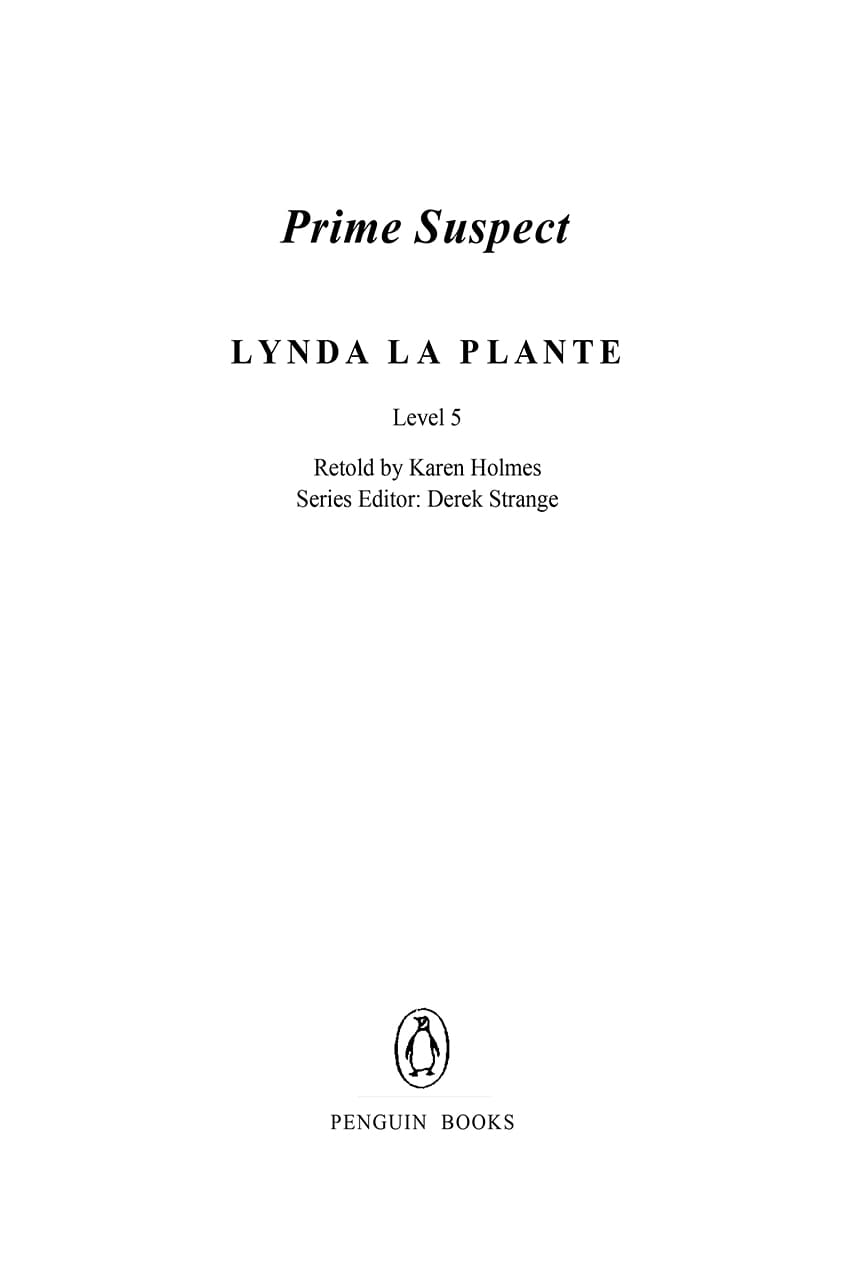 Prime Suspect
LYNDA LA PLANTE
Level 5
Retold by Karen Holmes
Series Editor: Derek Strange
PENGUIN BOOKS